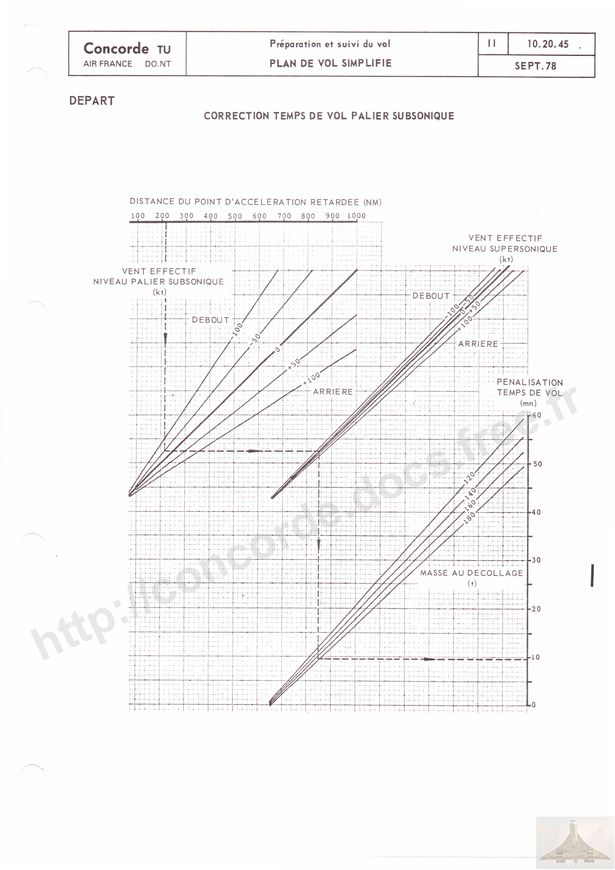 Concorde TU
AIR FRANCE DO.NT
Préparation et suivi du vol
PLAN DE VOL SIMPLIFIE
II
10.20.45
SEPT.78
DEPART
CORRECTION TEMPS DE VOL PALIER SUBSONIQUE
DISTANCE DU POINT D'ACCELERATION RETARDEE (NM)
100 200 300 400 500 600 700 800 900 1000
VENT EFFECTIF
NIVEAU SUPERSONIQUE
(kt)
VENT EFFECTIF
NIVEAU PALIER SUBSONIQUE
(kt)
DEBOUT
-100
-50
0
+50
+100
ARRIERE
DEBOUT
-100
-50
0
+50
+100
ARRIERE
PENALISATION
TEMPS DE VOL
(mn)
60
50
40
30
20
10
0
120
140
160
180
MASSE AU DECOLLAGE
(t)
http://concorde.docs.free.fr